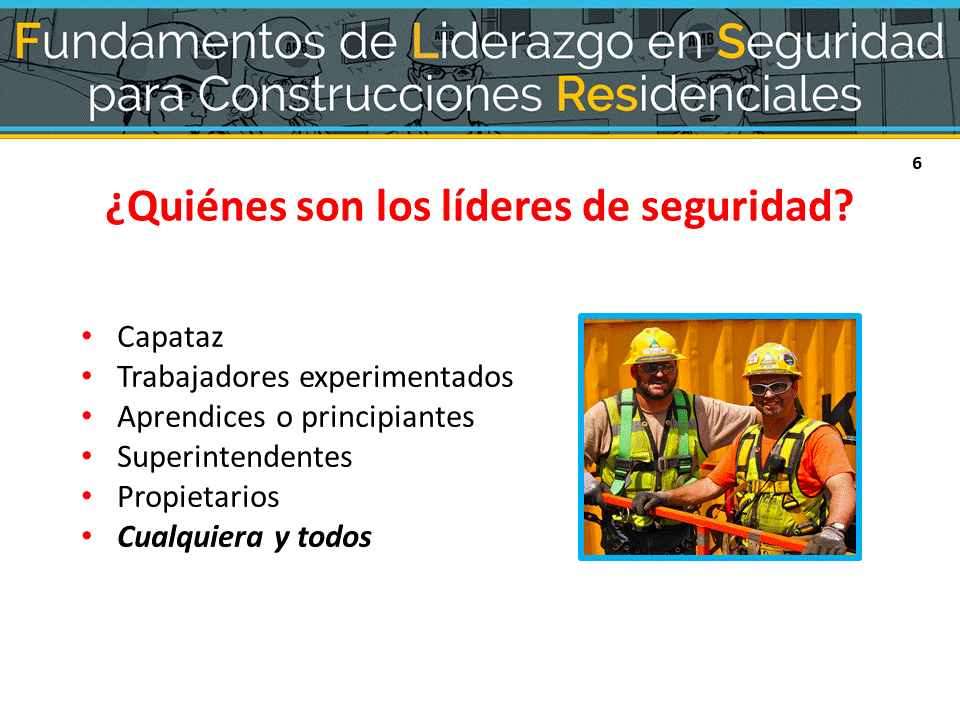 Fundamentos de Liderazgo en Seguridad
para Construcciones Residenciales
6
¿Quiénes son los líderes de seguridad?
• Capataz
• Trabajadores experimentados
• Aprendices o principiantes
• Superintendentes
• Propietarios
• Cualquiera y todos